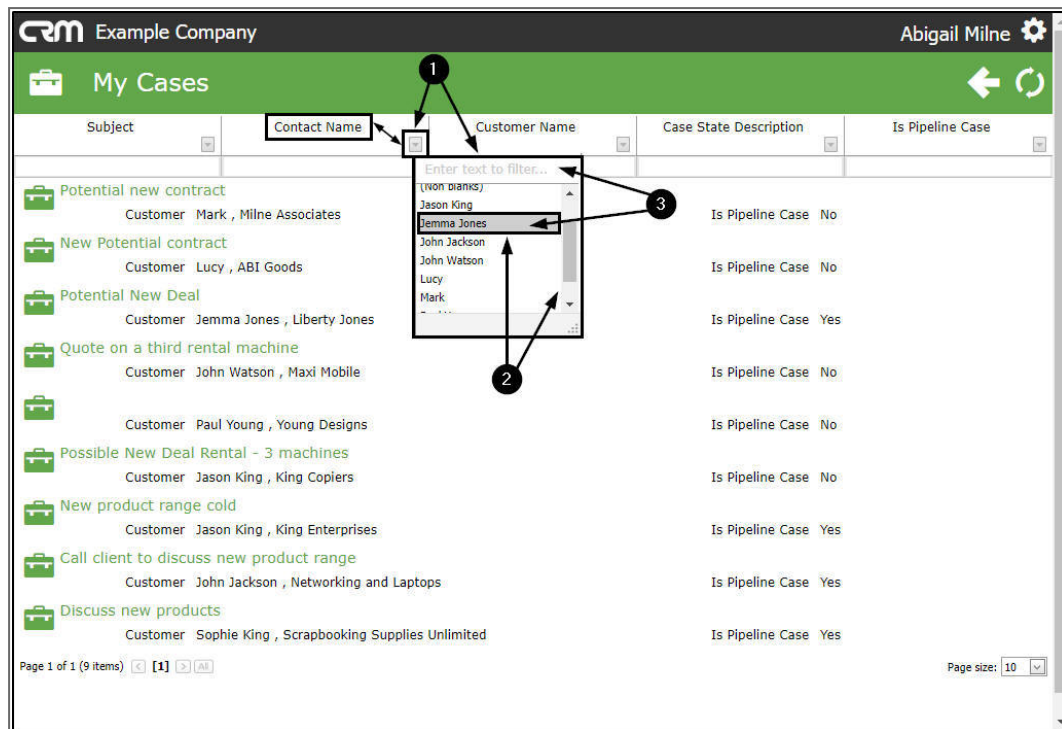 CRM Example Company Abigail Milne
My Cases
1
Subject Contact Name Customer Name Case State Description Is Pipeline Case
Enter text to filter...
(Non blanks)
Jason King
Jemma Jones
John Jackson
John Watson
Lucy
Mark
3
2
Potential new contract
Customer Mark , Milne Associates Is Pipeline Case No
New Potential contract
Customer Lucy , ABI Goods Is Pipeline Case No
Potential New Deal
Customer Jemma Jones , Liberty Jones Is Pipeline Case Yes
Quote on a third rental machine
Customer John Watson , Maxi Mobile Is Pipeline Case No
Customer Paul Young , Young Designs Is Pipeline Case No
Possible New Deal Rental - 3 machines
Customer Jason King , King Copiers Is Pipeline Case No
New product range cold
Customer Jason King , King Enterprises Is Pipeline Case Yes
Call client to discuss new product range
Customer John Jackson , Networking and Laptops Is Pipeline Case Yes
Discuss new products
Customer Sophie King , Scrapbooking Supplies Unlimited Is Pipeline Case Yes
Page 1 of 1 (9 items) < [1] > All Page size: 10